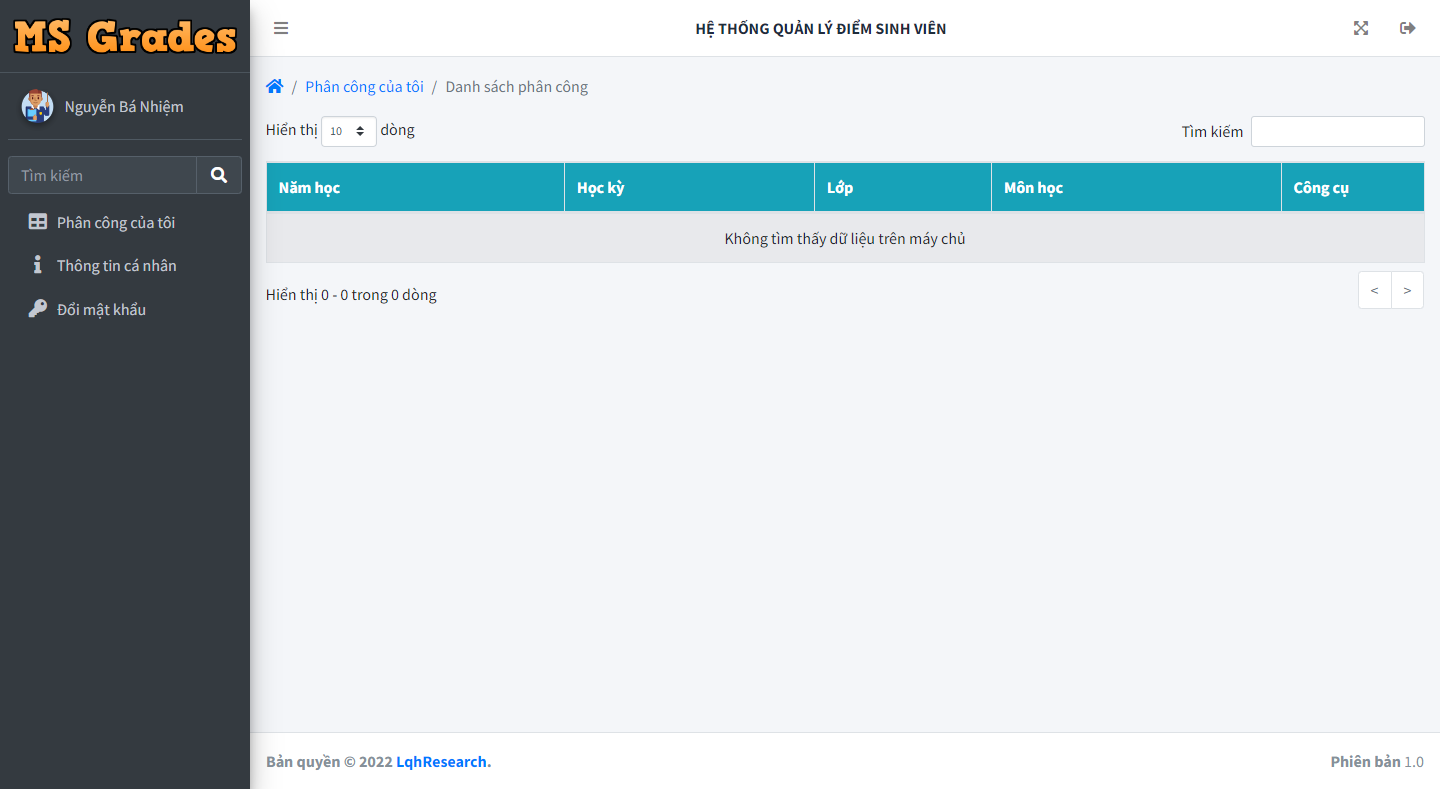 MS Grades
Nguyễn Bá Nhiệm
Tìm kiếm
Phân công của tôi
Thông tin cá nhân
Đổi mật khẩu
HỆ THỐNG QUẢN LÝ ĐIỂM SINH VIÊN
/ Phân công của tôi / Danh sách phân công
Hiển thị 10 dòng
Tìm kiếm
Năm học Học kỳ Lớp Môn học Công cụ
Không tìm thấy dữ liệu trên máy chủ
Hiển thị 0 - 0 trong 0 dòng
< >
Bản quyền © 2022 LqhResearch.
Phiên bản 1.0